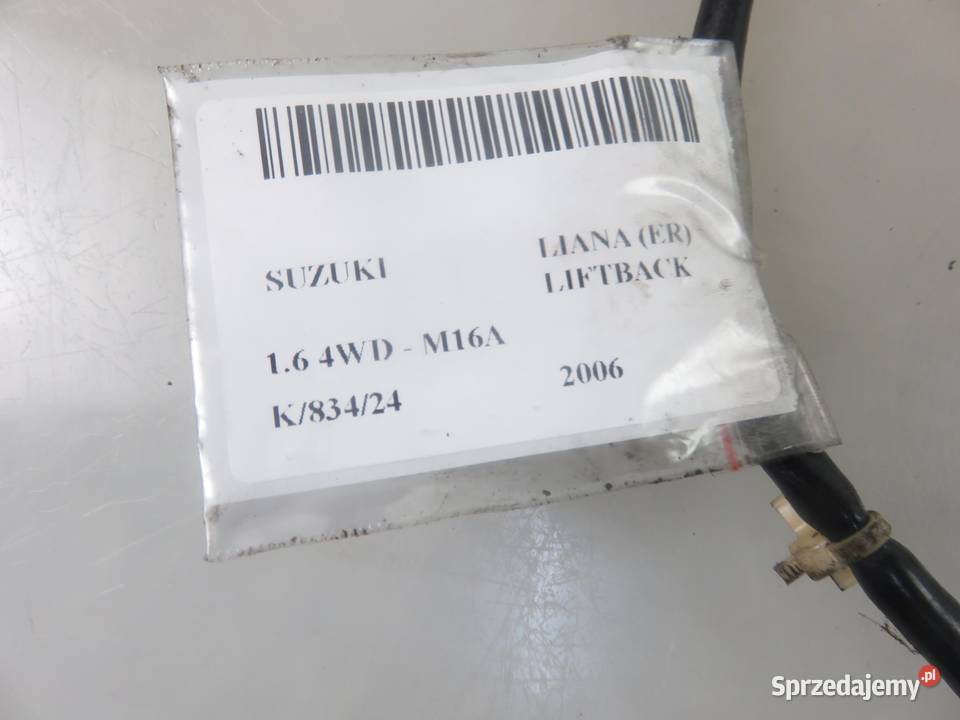 SUZUKI
LIANA (ER) -
LIFTBACK
1.6 4WD - M16A
2006
K/834/24
Sprzedajemy.pl